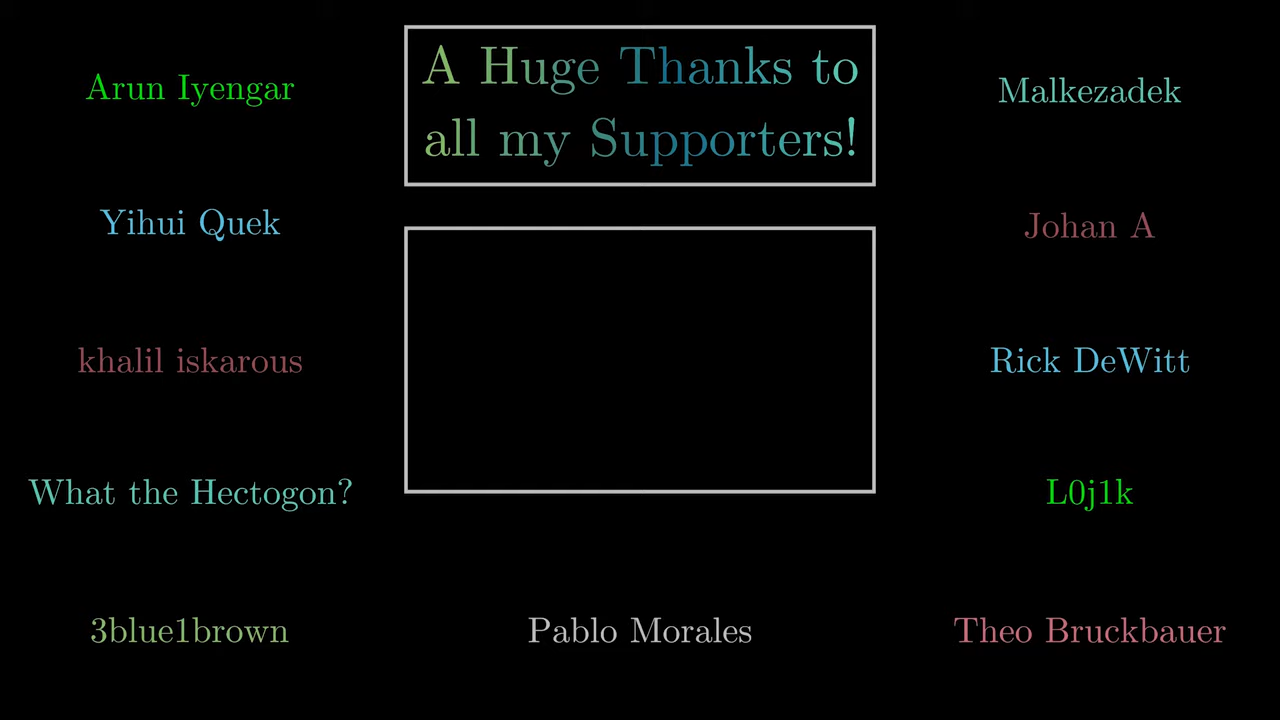 A Huge Thanks to
all my Supporters!
Arun Iyengar
Malkezadek
Yihui Quek
Johan A
khalil iskarous
Rick DeWitt
What the Hectogon?
L0j1k
3blue1brown
Pablo Morales
Theo Bruckbauer